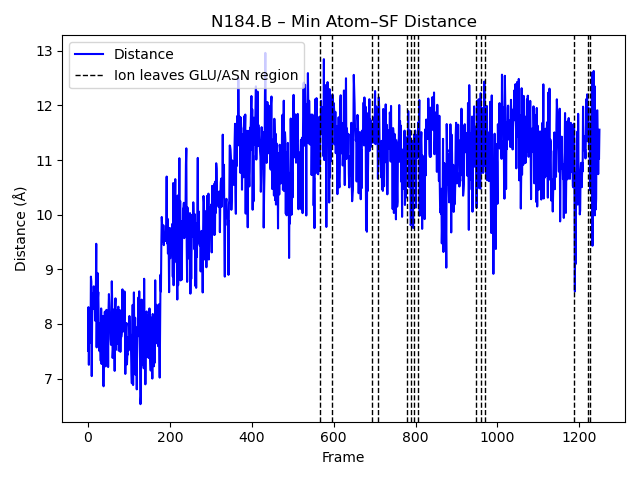 N184.B – Min Atom–SF Distance
Distance
Ion leaves GLU/ASN region
Distance (Å)
13
12
11
10
9
8
7
0 200 400 600 800 1000 1200
Frame